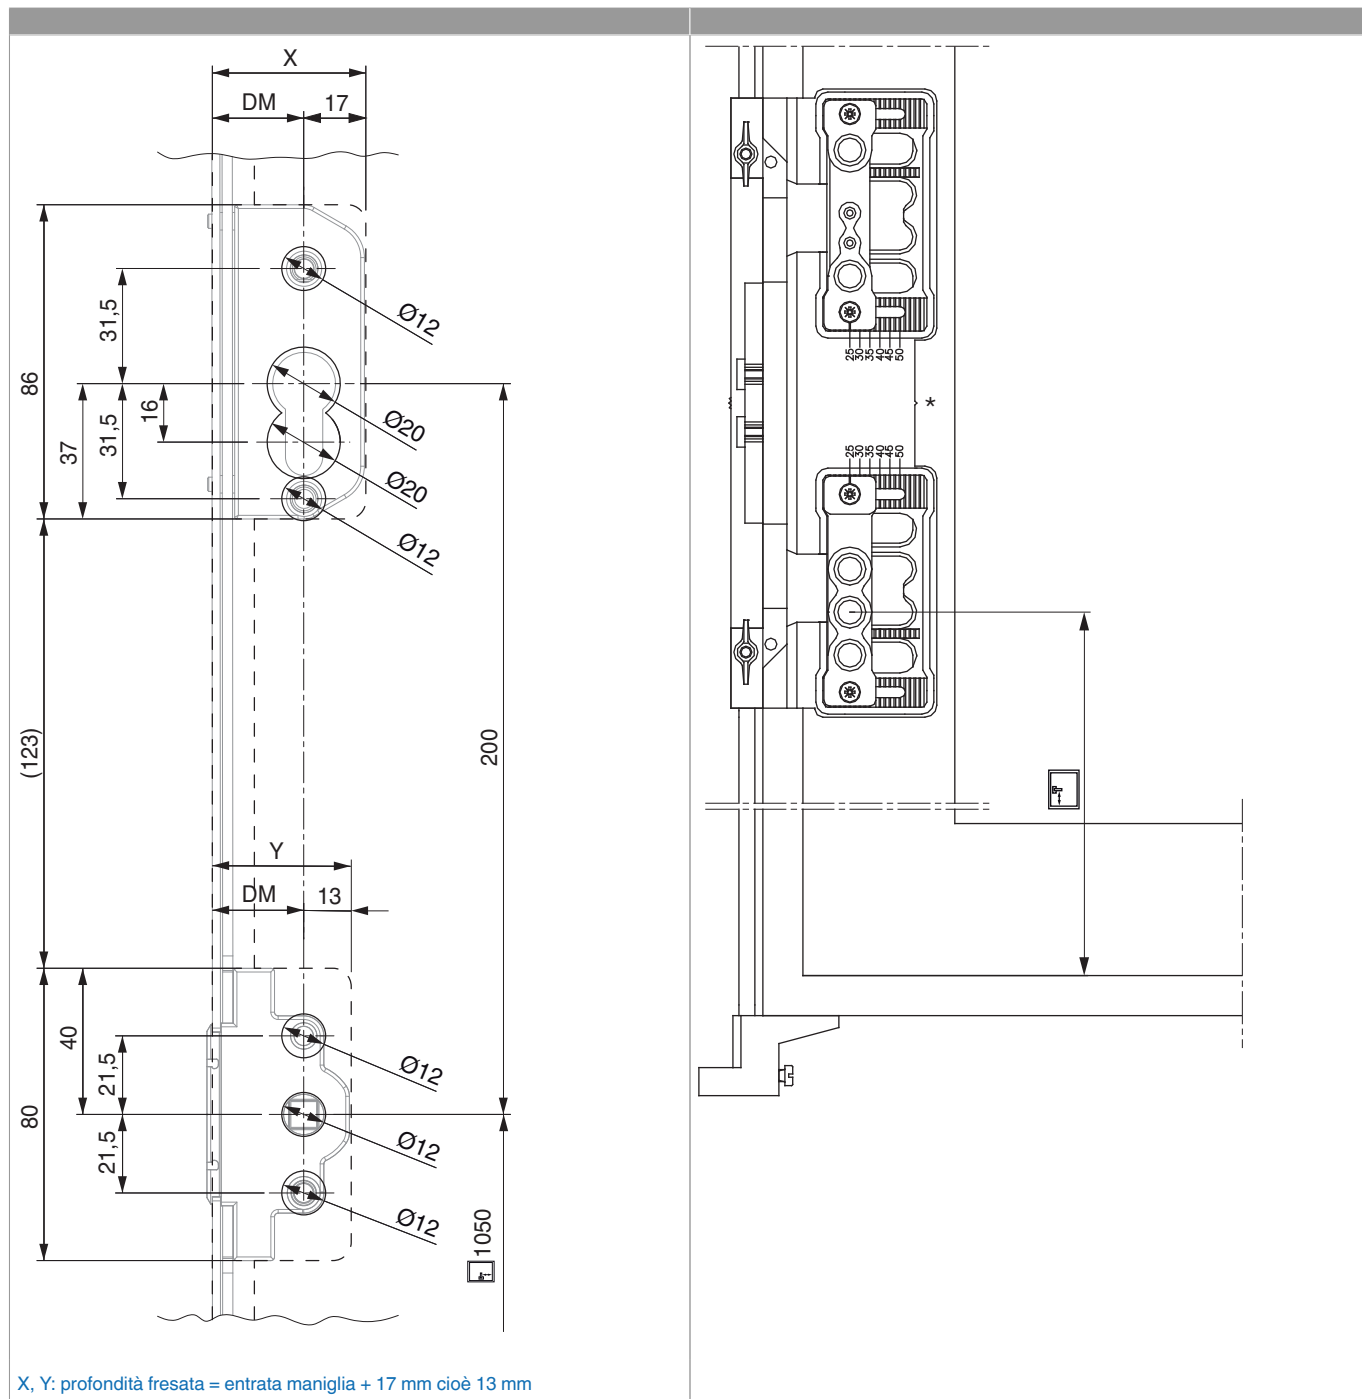 X
DM
17
Ø12
31,5
86
16
31,5
37
Ø20
Ø20
Ø12
(123)
200
Y
DM
13
40
21,5
Ø12
80
21,5
Ø12
Ø12
1050
X, Y: profondità fresata = entrata maniglia + 17 mm cioè 13 mm
25
30
35
40
45
50
*
25
30
35
40
45
50